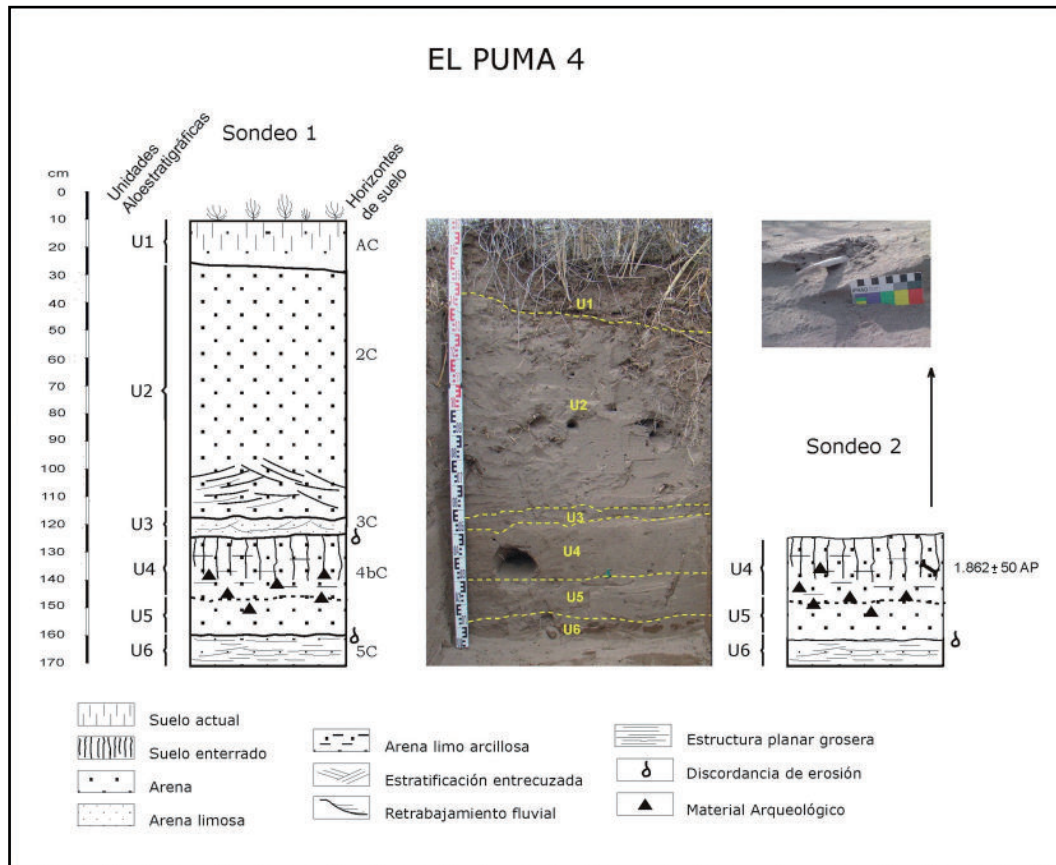 EL PUMA 4
Unidades
Aloestratigráficas
Sondeo 1
Horizontes
de suelo
cm
0
10
20
30
40
50
60
70
80
90
100
110
120
130
140
150
160
170
U1
U2
U3
U4
U5
U6
AC
2C
3C
4bC
5C
U1
U2
U3
U4
U5
U6
Sondeo 2
U4
U5
U6
1.862± 50 AP
Suelo actual
Suelo enterrado
Arena
Arena limosa
Arena limo arcillosa
Estratificación entrecuzada
Retrabajamiento fluvial
Estructura planar grosera
Discordancia de erosión
Material Arqueológico